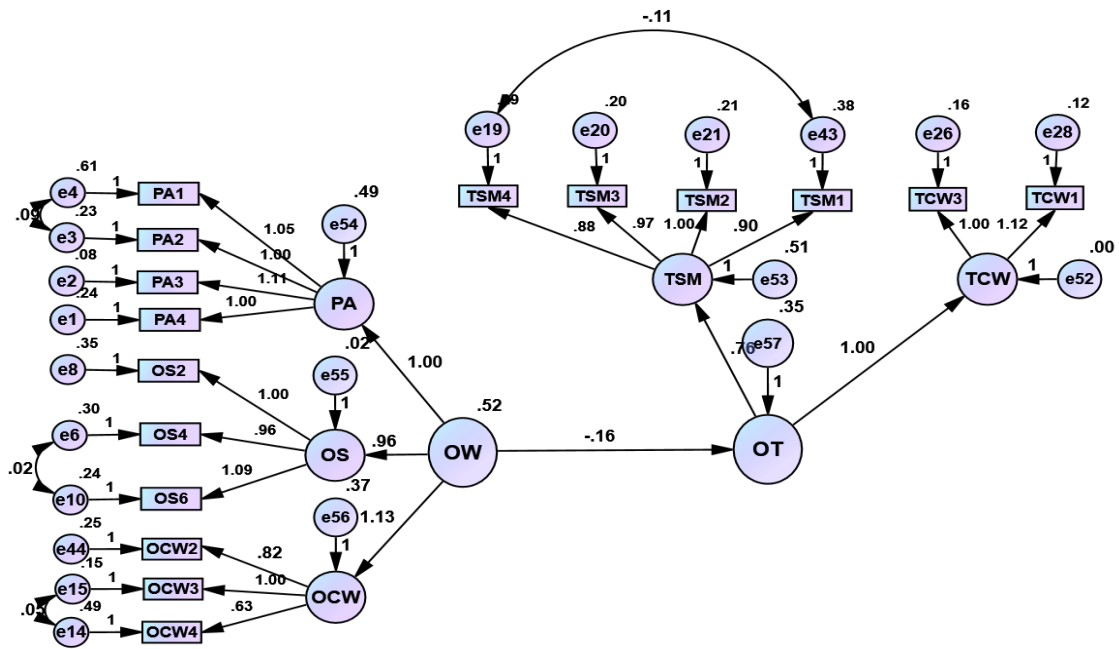 -.11
.20
.21
.38
.16
.12
e19
e20
e21
e43
e26
e28
1
1
1
1
1
1
TSM4
TSM3
TSM2
TSM1
TCW3
TCW1
.88
.97
1.00
.90
1.00
1.12
.51
.00
TSM
1
e53
TCW
1
e52
.35
.76
e57
1
1.00
.61
e4
1
PA1
.49
.09
.23
e3
1
PA2
1.05
e54
.08
1.00
1
e2
1
PA3
1.11
PA
.24
e1
1
PA4
1.00
.02
1.00
.35
e8
1
OS2
e55
1
1.00
.52
.30
e6
1
OS4
.96
OS
.96
OW
-.16
OT
.02
.24
e10
1
OS6
1.09
.37
.25
e56
1.13
1
e44
1
OCW2
.82
.15
e15
1
OCW3
1.00
OCW
.49
e14
1
OCW4
.63